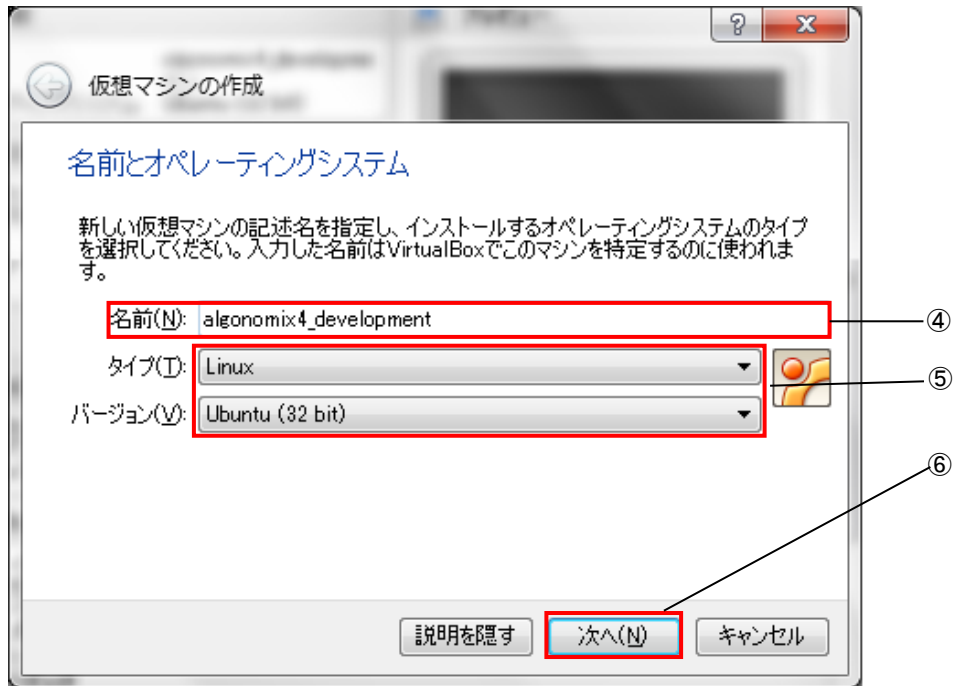 仮想マシンの作成
名前とオペレーティングシステム
新しい仮想マシンの記述名を指定し、インストールするオペレーティングシステムのタイプ
を選択してください。入力した名前はVirtualBoxでこのマシンを特定するのに使われま
す。
名前(N): algonomix4_development
④
タイプ(T): Linux
⑤
バージョン(V): Ubuntu (32 bit)
⑥
説明を隠す 次へ(N) キャンセル